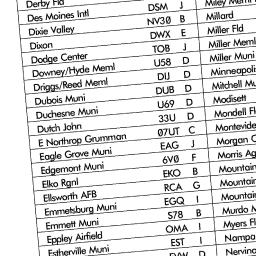 Derby Fld
Des Moines Intl DSM J Miley Meml
Dixie Valley NV30 B Millard
Dixon DWX E Miller Fld
Dodge Center TOB J Miller Meml
Downey/Hyde Meml U58 D Miller Muni
Driggs/Reed Meml DIJ D Minneapolis
Dubois Muni DUB D Mitchell Mu
Duchesne Muni U69 D Modisett
Dutch John 33U D Mondell F
E Northrop Grumman 07UT C Montevide
Eagle Grove Muni EAG J Morgan C
Edgemont Muni 6V0 F Morris Ag
Elko Rgnl EKO B Mountain
Ellsworth AFB RCA G Mountain
Emmetsburg Muni EGQ I Mountain
Emmett Muni S78 B Murdo M
Eppley Airfield OMA I Myers Fl
Estherville Muni EST I Nampa
D Nervino